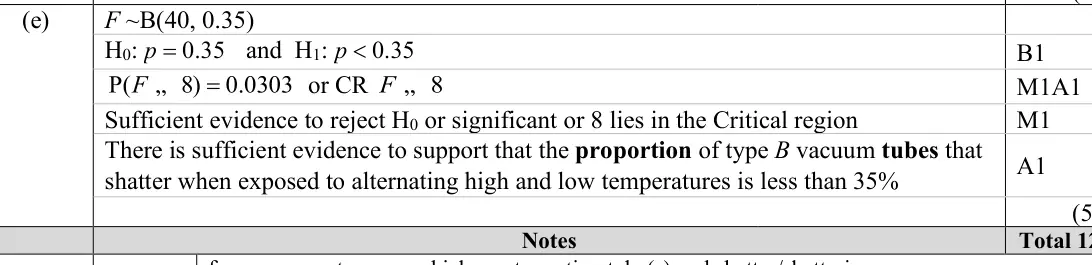 (e) F ~B(40, 0.35)
H₀: p = 0.35 and H₁: p < 0.35 B1
P(F ,, 8) = 0.0303 or CR F ,, 8 M1A1
Sufficient evidence to reject H₀ or significant or 8 lies in the Critical region M1
There is sufficient evidence to support that the proportion of type B vacuum tubes that
shatter when exposed to alternating high and low temperatures is less than 35% A1
(5
Notes Total 12